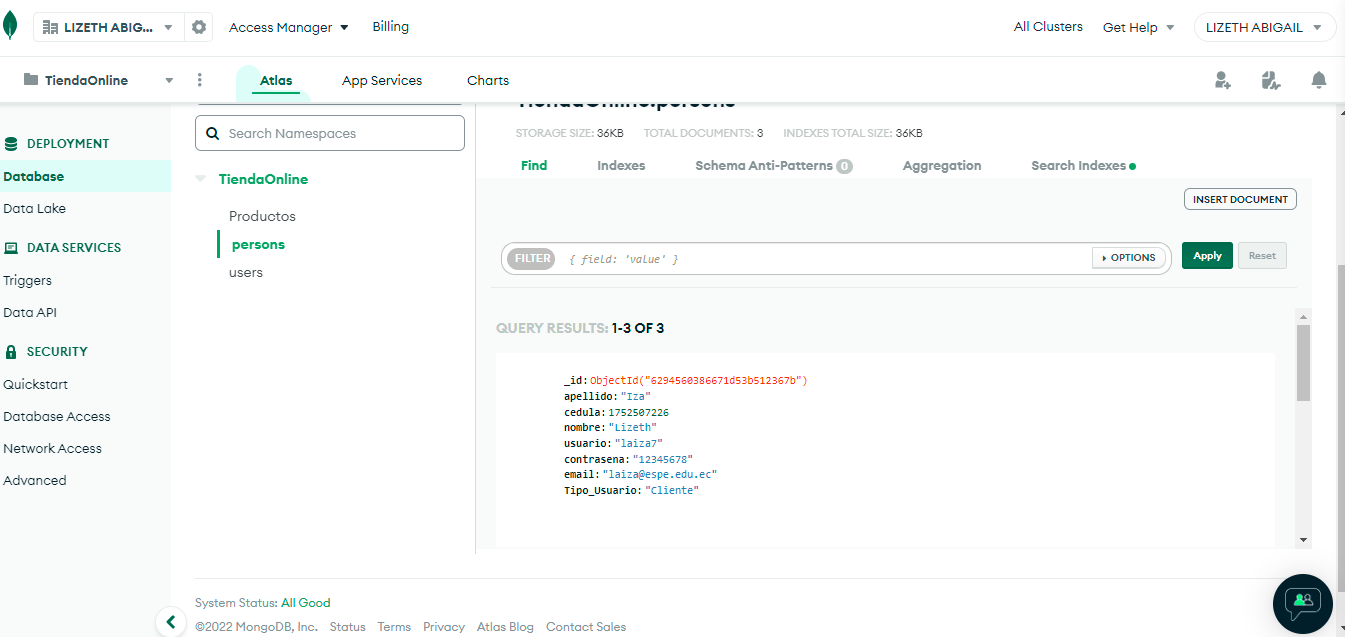 LIZETH ABIG... Access Manager Billing All Clusters Get Help LIZETH ABIGAIL
TiendaOnline Atlas App Services Charts
TiendaOnline.persons
Search Namespaces
STORAGE SIZE: 36KB TOTAL DOCUMENTS: 3 INDEXES TOTAL SIZE: 36KB
DEPLOYMENT
Database
Data Lake
DATA SERVICES
Triggers
Data API
SECURITY
Quickstart
Database Access
Network Access
Advanced
TiendaOnline
Productos
persons
users
Find Indexes Schema Anti-Patterns 0 Aggregation Search Indexes
INSERT DOCUMENT
FILTER { field: 'value' } OPTIONS Apply Reset
QUERY RESULTS: 1-3 OF 3
_id: ObjectId("6294560386671d53b512367b")
apellido: "Iza"
cedula: 1752507226
nombre: "Lizeth"
usuario: "laiza7"
contrasena: "12345678"
email: "laiza@espe.edu.ec"
Tipo_Usuario: "Cliente"
System Status: All Good
©2022 MongoDB, Inc. Status Terms Privacy Atlas Blog Contact Sales